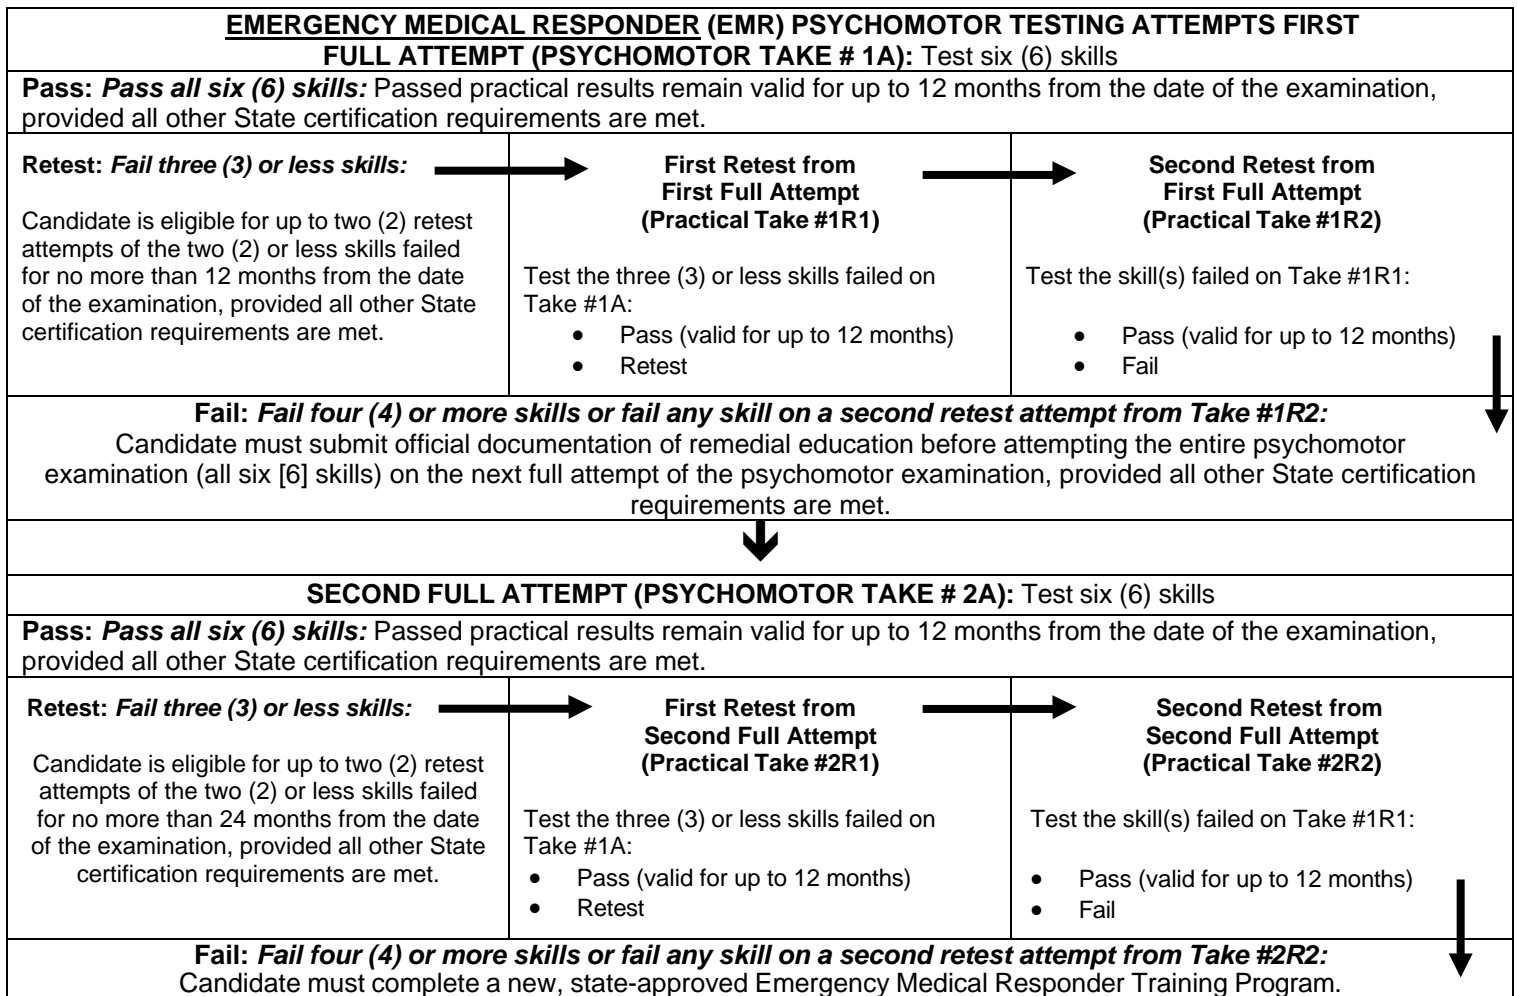 EMERGENCY MEDICAL RESPONDER (EMR) PSYCHOMOTOR TESTING ATTEMPTS FIRST
FULL ATTEMPT (PSYCHOMOTOR TAKE # 1A): Test six (6) skills
Pass: Pass all six (6) skills: Passed practical results remain valid for up to 12 months from the date of the examination,
provided all other State certification requirements are met.
Retest: Fail three (3) or less skills:
Candidate is eligible for up to two (2) retest
attempts of the two (2) or less skills failed
for no more than 12 months from the date
of the examination, provided all other State
certification requirements are met.
First Retest from
First Full Attempt
(Practical Take #1R1)
Test the three (3) or less skills failed on
Take #1A:
• Pass (valid for up to 12 months)
• Retest
Second Retest from
First Full Attempt
(Practical Take #1R2)
Test the skill(s) failed on Take #1R1:
• Pass (valid for up to 12 months)
• Fail
Fail: Fail four (4) or more skills or fail any skill on a second retest attempt from Take #1R2:
Candidate must submit official documentation of remedial education before attempting the entire psychomotor
examination (all six [6] skills) on the next full attempt of the psychomotor examination, provided all other State certification
requirements are met.
SECOND FULL ATTEMPT (PSYCHOMOTOR TAKE # 2A): Test six (6) skills
Pass: Pass all six (6) skills: Passed practical results remain valid for up to 12 months from the date of the examination,
provided all other State certification requirements are met.
Retest: Fail three (3) or less skills:
Candidate is eligible for up to two (2) retest
attempts of the two (2) or less skills failed
for no more than 24 months from the date
of the examination, provided all other State
certification requirements are met.
First Retest from
Second Full Attempt
(Practical Take #2R1)
Test the three (3) or less skills failed on
Take #1A:
• Pass (valid for up to 12 months)
• Retest
Second Retest from
Second Full Attempt
(Practical Take #2R2)
Test the skill(s) failed on Take #1R1:
• Pass (valid for up to 12 months)
• Fail
Fail: Fail four (4) or more skills or fail any skill on a second retest attempt from Take #2R2:
Candidate must complete a new, state-approved Emergency Medical Responder Training Program.